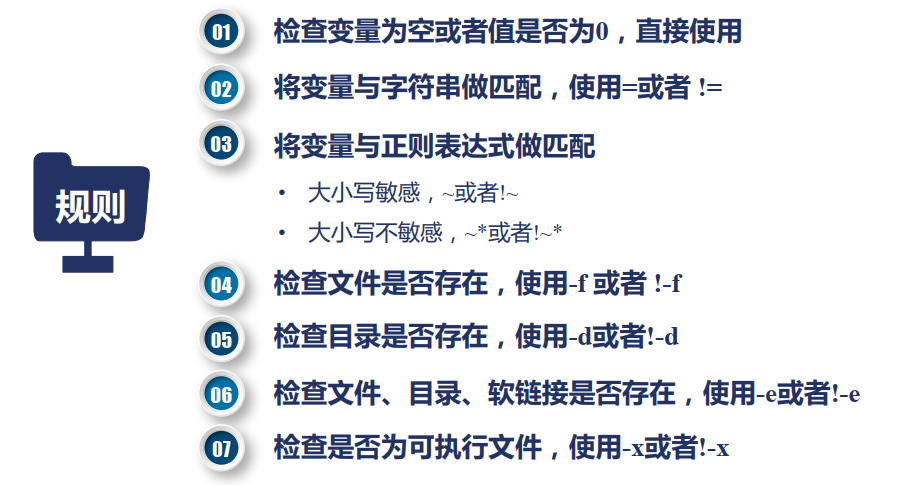 规则
01 检查变量为空或者值是否为0，直接使用
02 将变量与字符串做匹配，使用=或者 !=
03 将变量与正则表达式做匹配
• 大小写敏感，~或者!~
• 大小写不敏感，~*或者!~*
04 检查文件是否存在，使用-f 或者 !-f
05 检查目录是否存在，使用-d或者!-d
06 检查文件、目录、软链接是否存在，使用-e或者!-e
07 检查是否为可执行文件，使用-x或者!-x